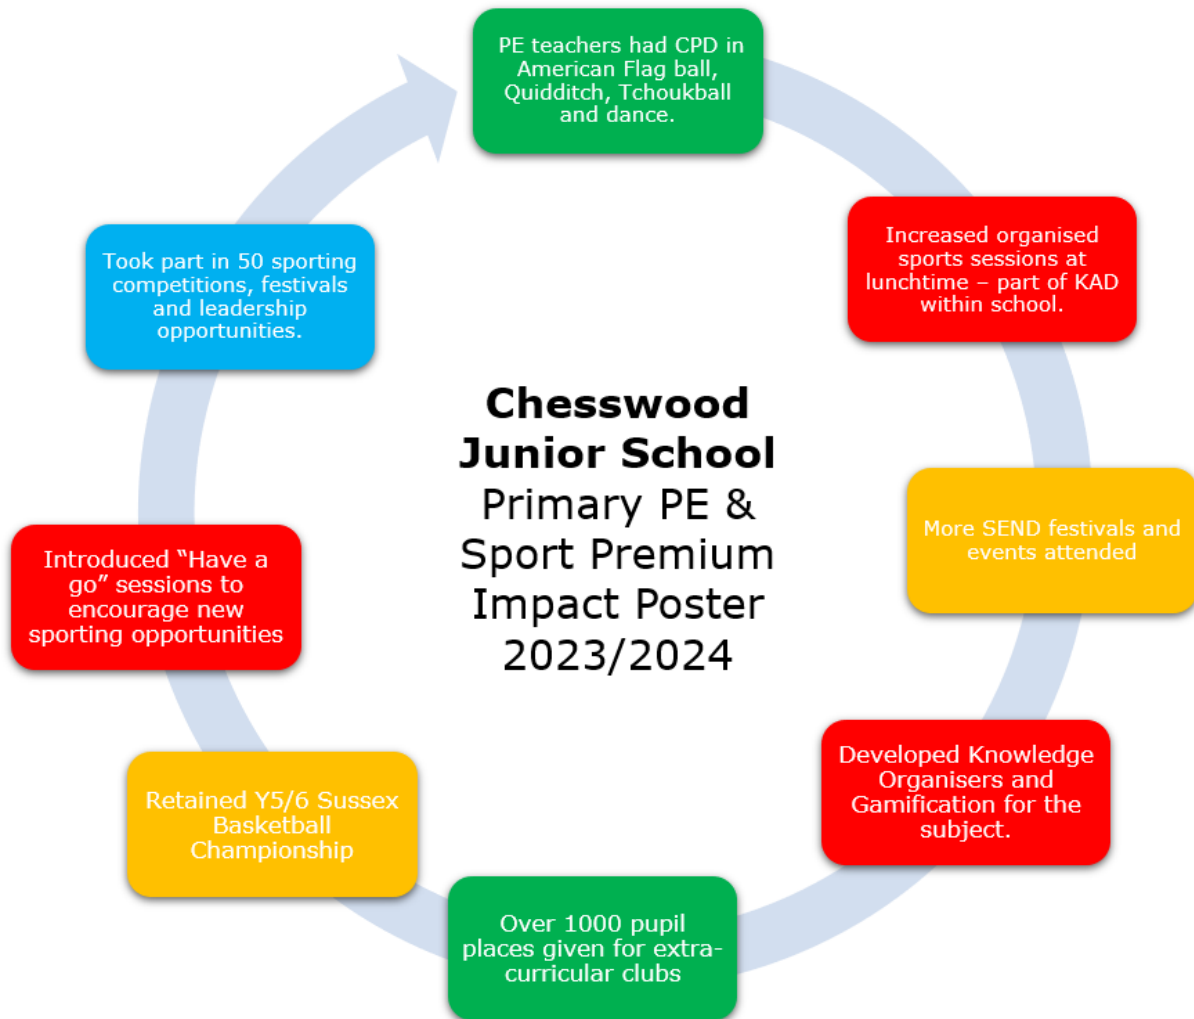 PE teachers had CPD in
American Flag ball,
Quidditch, Tchoukball
and dance.
Increased organised
sports sessions at
lunchtime – part of KAD
within school.
More SEND festivals and
events attended
Developed Knowledge
Organisers and
Gamification for the
subject.
Over 1000 pupil
places given for extra-
curricular clubs
Retained Y5/6 Sussex
Basketball
Championship
Introduced “Have a
go” sessions to
encourage new
sporting opportunities
Took part in 50 sporting
competitions, festivals
and leadership
opportunities.
Chesswood
Junior School
Primary PE &
Sport Premium
Impact Poster
2023/2024